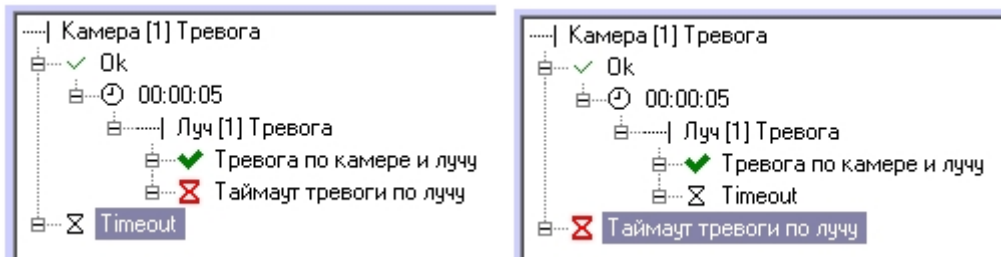 Камера [1] Тревога
Ok
00:00:05
Луч [1] Тревога
Тревога по камере и лучу
Таймаут тревоги по лучу
Timeout
Камера [1] Тревога
Ok
00:00:05
Луч [1] Тревога
Тревога по камере и лучу
Timeout
Таймаут тревоги по лучу